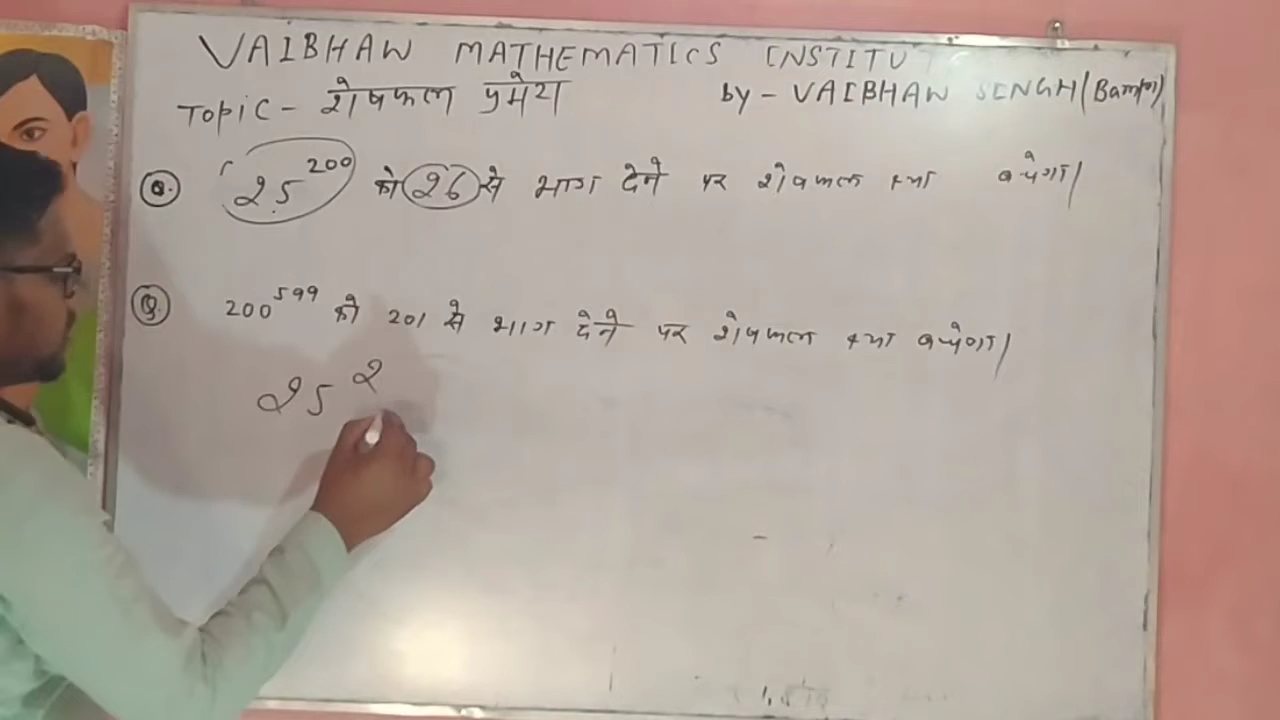 VAIBHAW MATHEMATICS INSTITU
Topic - शेषफल प्रमेय by - VAIBHAW SINGH
Q. 25^200 को 26 से भाग देने पर शेषफल क्या बचेगा|
Q. 200^599 को 201 से भाग देने पर शेषफल क्या बचेगा|
25^2